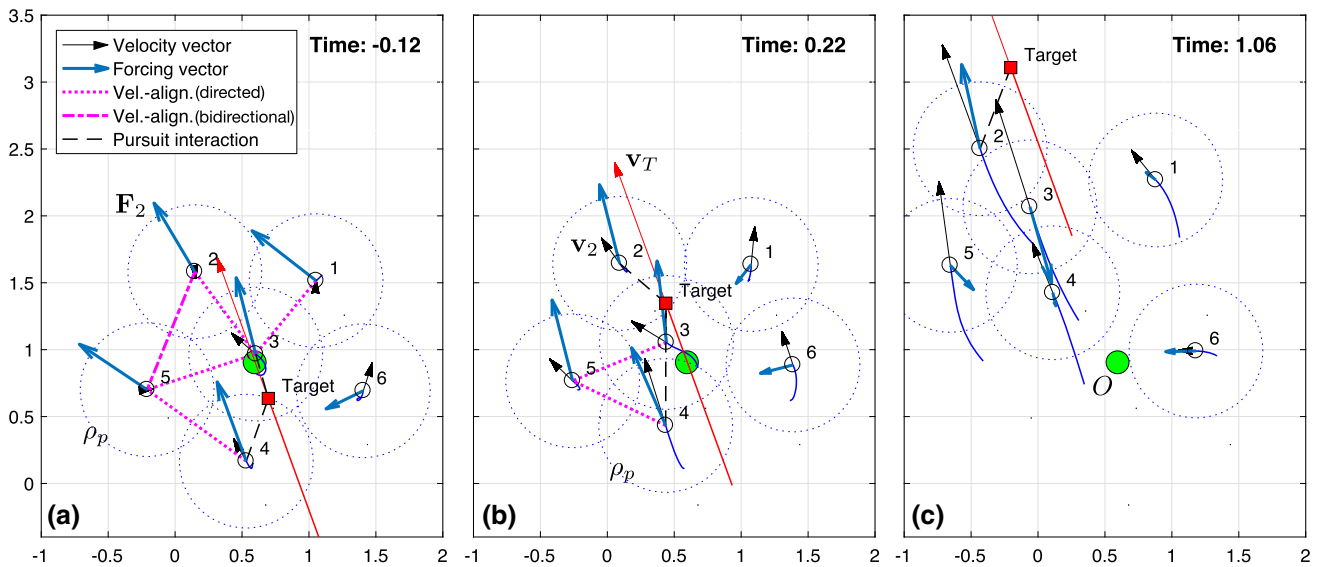 3.5
3
2.5
2
1.5
1
0.5
0
-1
-0.5
0
0.5
1
1.5
2
Velocity vector
Forcing vector
Vel.-align.(directed)
Vel.-align.(bidirectional)
Pursuit interaction
Time: -0.12
F₂
2
1
3
5
Target
6
4
ρₚ
(a)
Time: 0.22
v_T
v₂
2
1
Target
3
5
6
4
ρₚ
(b)
-1
-0.5
0
0.5
1
1.5
2
Time: 1.06
Target
2
1
3
5
4
6
O
(c)
-1
-0.5
0
0.5
1
1.5
2